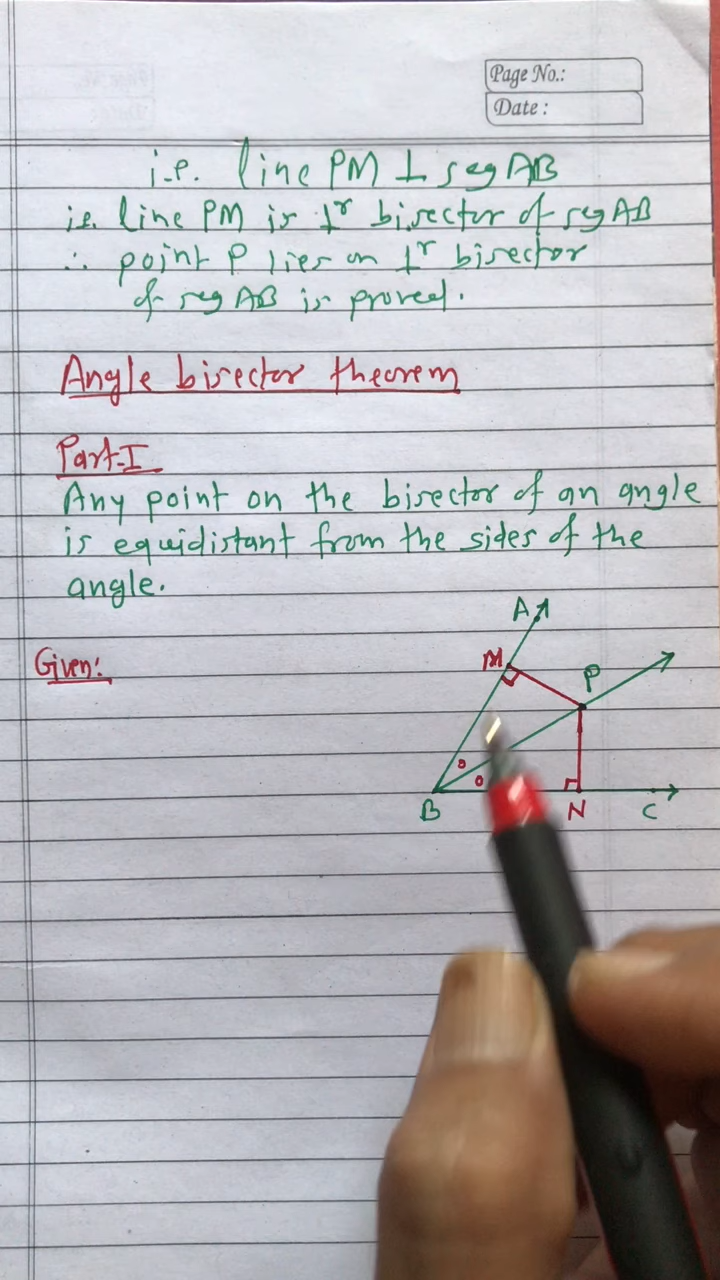 Page No.:
Date :
i.e. line PM ⊥ seg AB
i.e. line PM is ⊥r bisector of seg AB
∴ point P lies on ⊥r bisector
of seg AB is proved.
Angle bisector theorem
Part-I
Any point on the bisector of an angle
is equidistant from the sides of the
angle.
Given:
A
M
P
B
N
C